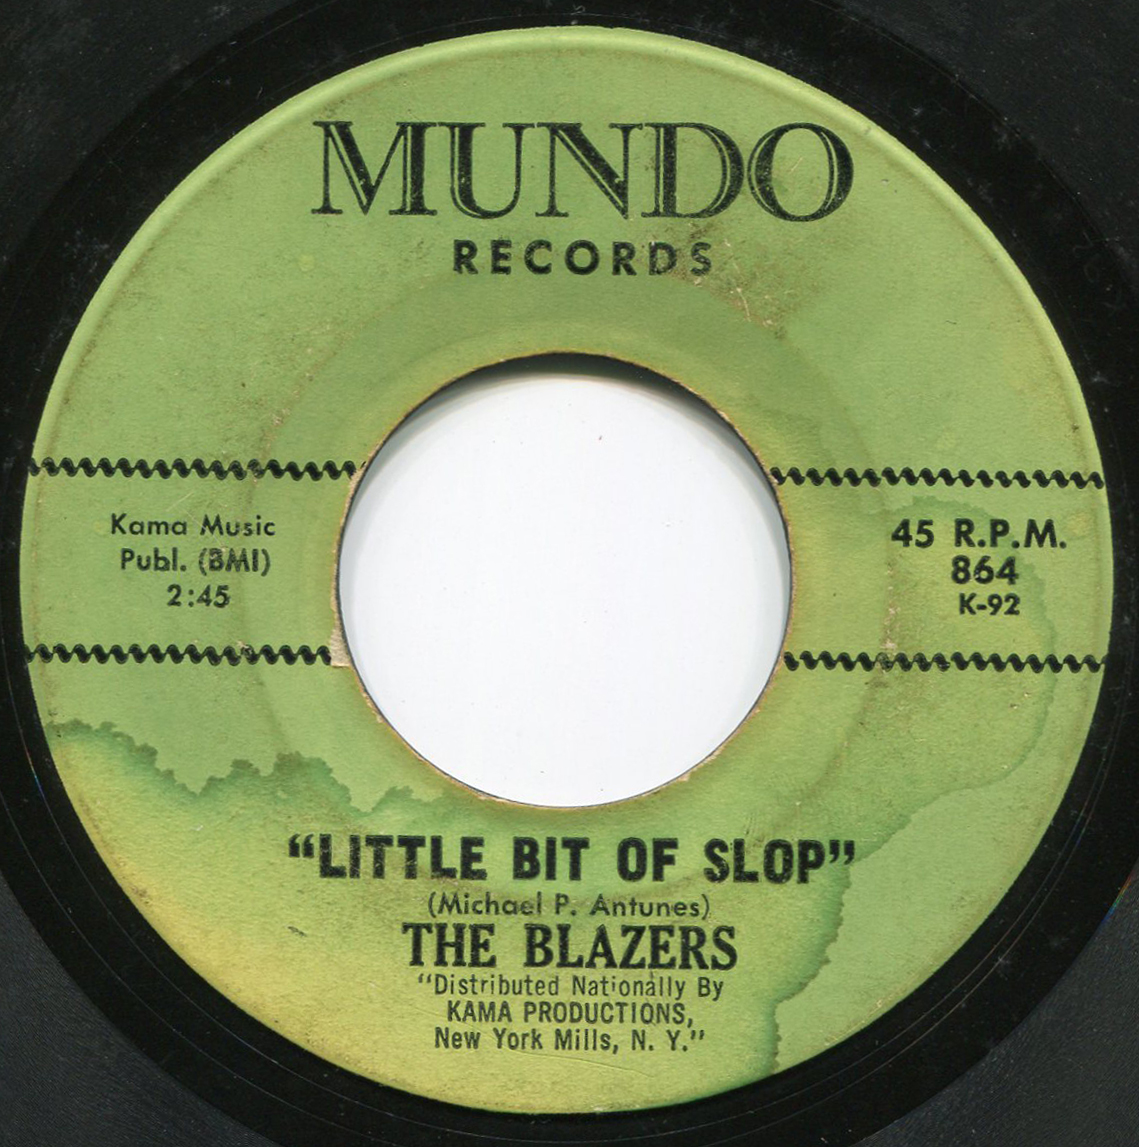 MUNDO
RECORDS
Kama Music
Publ. (BMI)
2:45
45 R.P.M.
864
K-92
“LITTLE BIT OF SLOP”
(Michael P. Antunes)
THE BLAZERS
“Distributed Nationally By
KAMA PRODUCTIONS,
New York Mills, N. Y.”